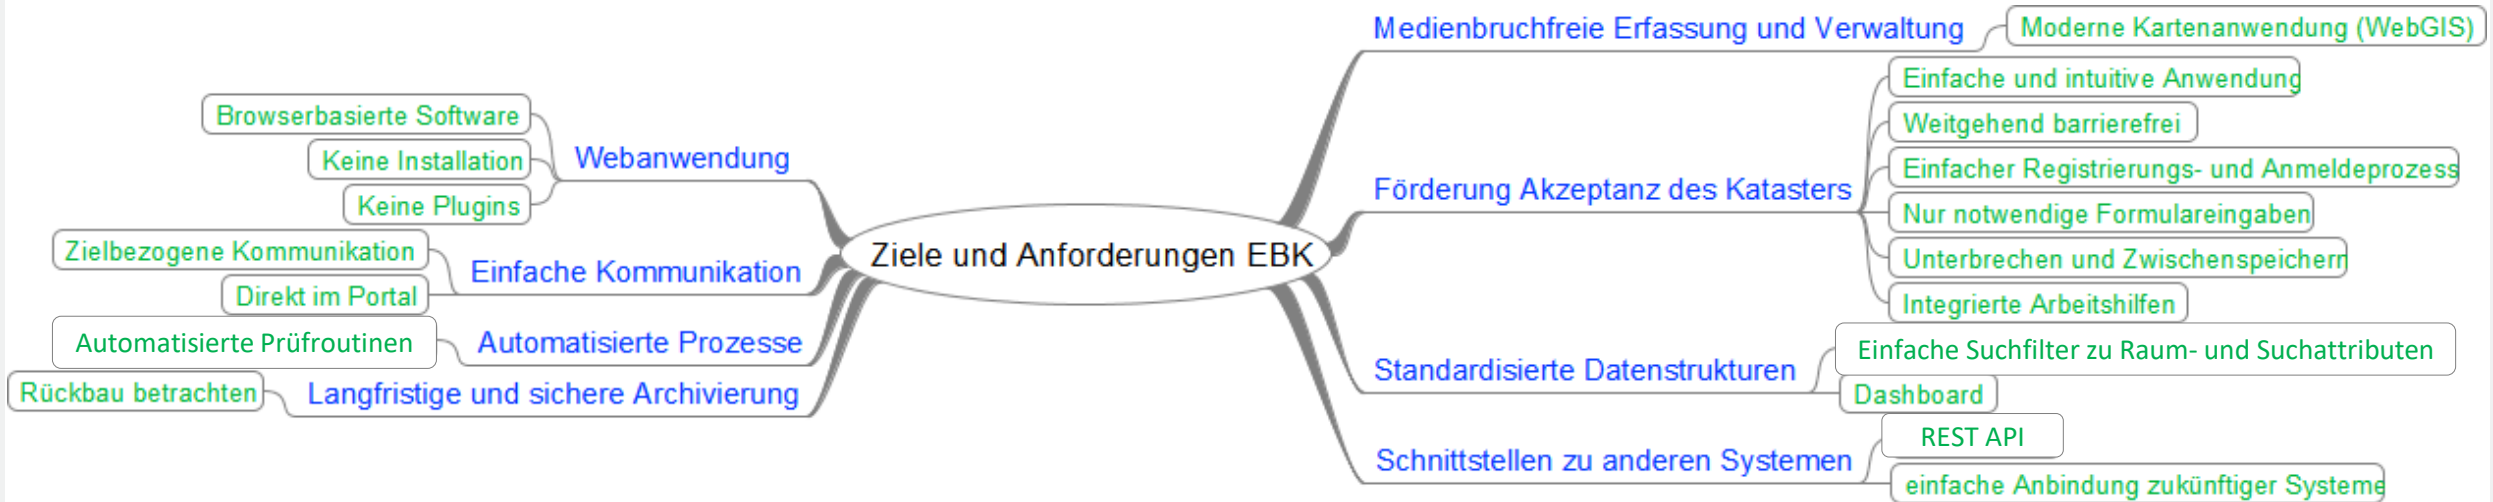 Ziele und Anforderungen EBK
Medienbruchfreie Erfassung und Verwaltung
Moderne Kartenanwendung (WebGIS)
Förderung Akzeptanz des Katasters
Einfache und intuitive Anwendung
Weitgehend barrierefrei
Einfacher Registrierungs- und Anmeldeprozess
Nur notwendige Formulareingaben
Unterbrechen und Zwischenspeichern
Integrierte Arbeitshilfen
Standardisierte Datenstrukturen
Einfache Suchfilter zu Raum- und Suchattributen
Dashboard
Schnittstellen zu anderen Systemen
REST API
einfache Anbindung zukünftiger Systeme
Webanwendung
Browserbasierte Software
Keine Installation
Keine Plugins
Einfache Kommunikation
Zielbezogene Kommunikation
Direkt im Portal
Automatisierte Prozesse
Automatisierte Prüfroutinen
Langfristige und sichere Archivierung
Rückbau betrachten